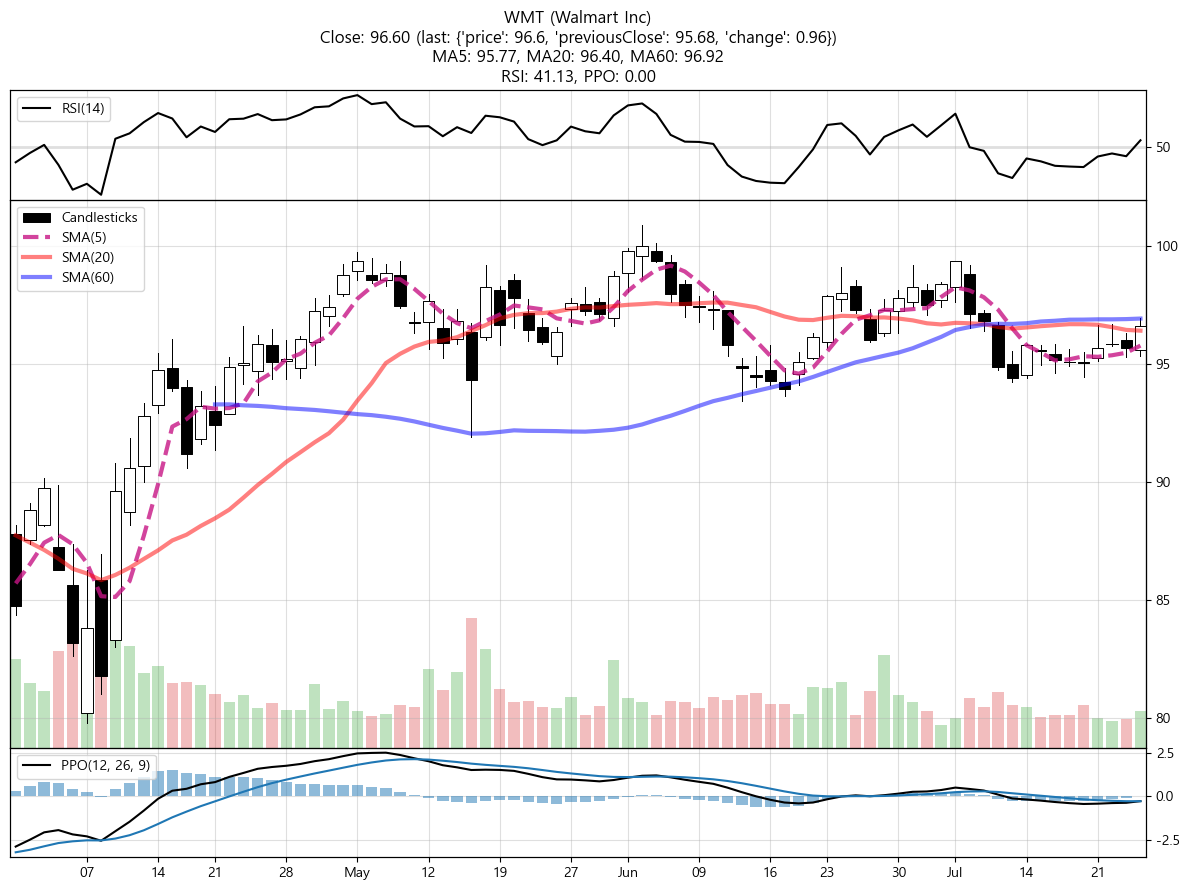 WMT (Walmart Inc)
Close: 96.60 (last: {'price': 96.6, 'previousClose': 95.68, 'change': 0.96})
MA5: 95.77, MA20: 96.40, MA60: 96.92
RSI: 41.13, PPO: 0.00
RSI(14)
50
Candlesticks
SMA(5)
SMA(20)
SMA(60)
100
95
90
85
80
PPO(12, 26, 9)
2.5
0.0
-2.5
07 14 21 28 May 12 19 27 Jun 09 16 23 30 Jul 14 21